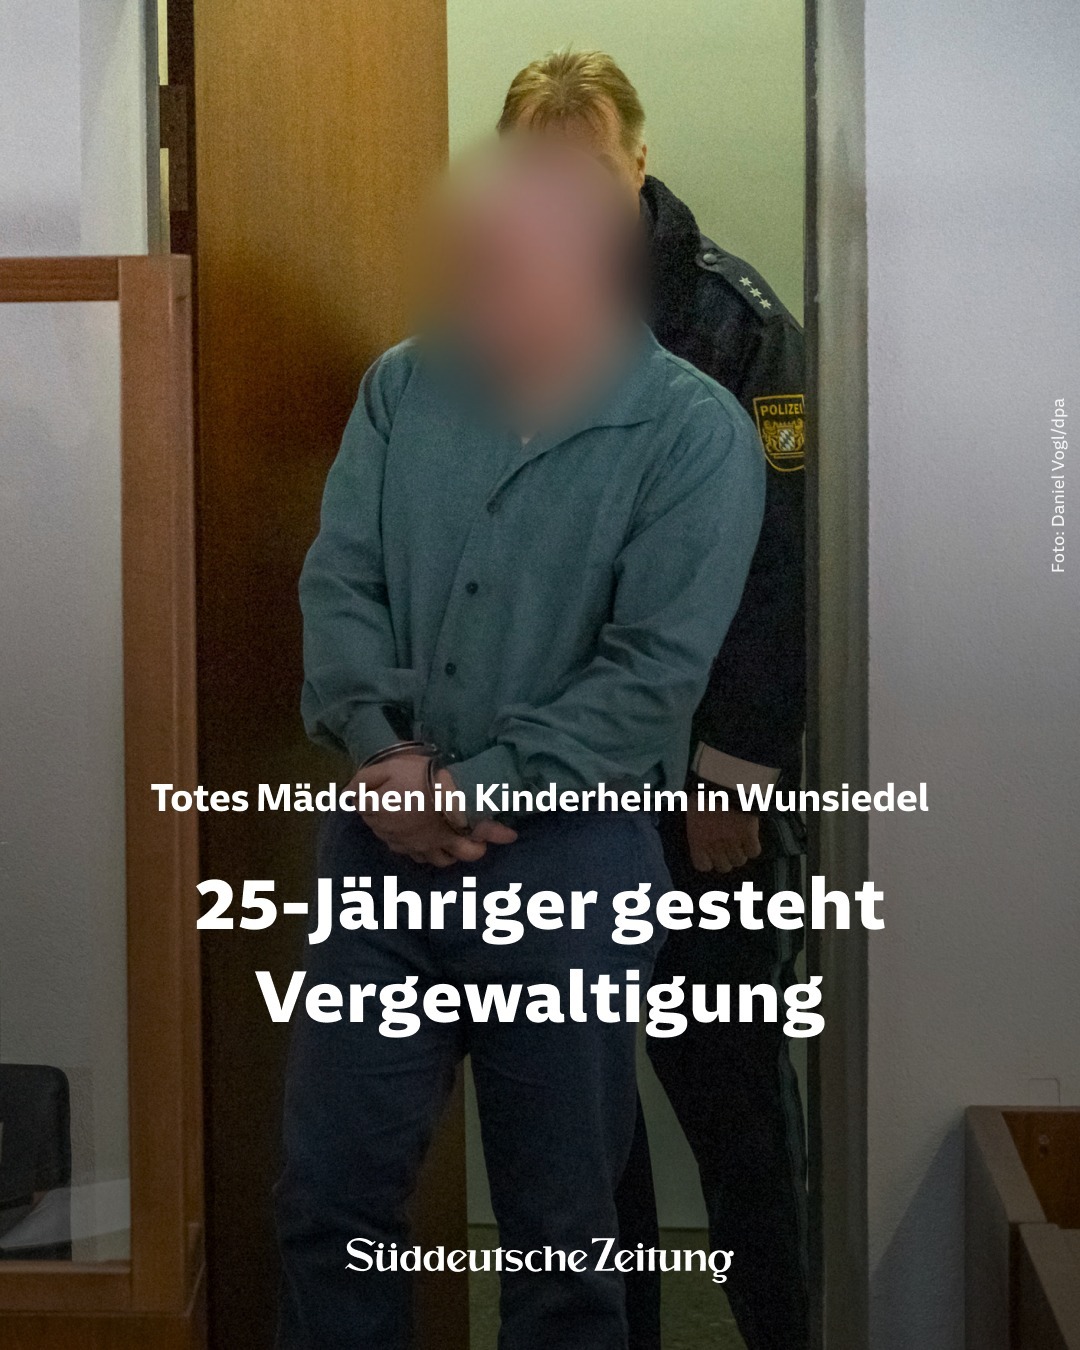 POLIZEI
Foto: Daniel Vogl/dpa
Totes Mädchen in Kinderheim in Wunsiedel
25-Jähriger gesteht
Vergewaltigung
Süddeutsche Zeitung